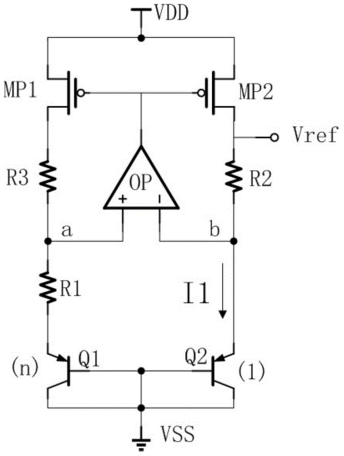 VDD
MP1
MP2
Vref
R3
OP
R2
+ -
a
b
R1
I1
(n)
Q1
Q2
(1)
VSS